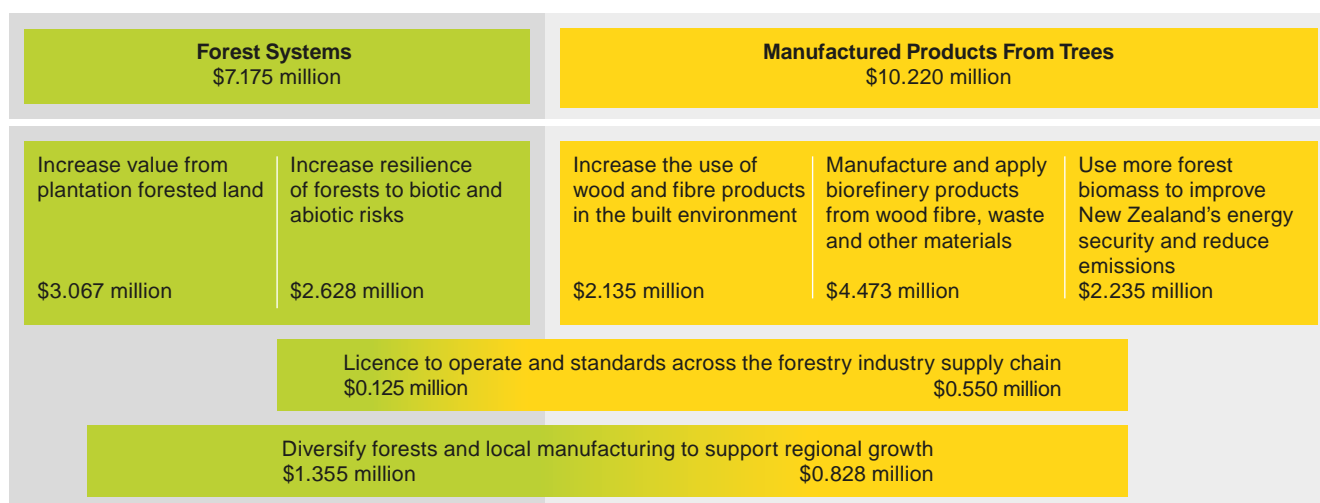 Forest Systems
$7.175 million
Manufactured Products From Trees
$10.220 million
Increase value from
plantation forested land
$3.067 million
Increase resilience
of forests to biotic and
abiotic risks
$2.628 million
Increase the use of
wood and fibre products
in the built environment
$2.135 million
Manufacture and apply
biorefinery products
from wood fibre, waste
and other materials
$4.473 million
Use more forest
biomass to improve
New Zealand’s energy
security and reduce
emissions
$2.235 million
Licence to operate and standards across the forestry industry supply chain
$0.125 million $0.550 million
Diversify forests and local manufacturing to support regional growth
$1.355 million $0.828 million